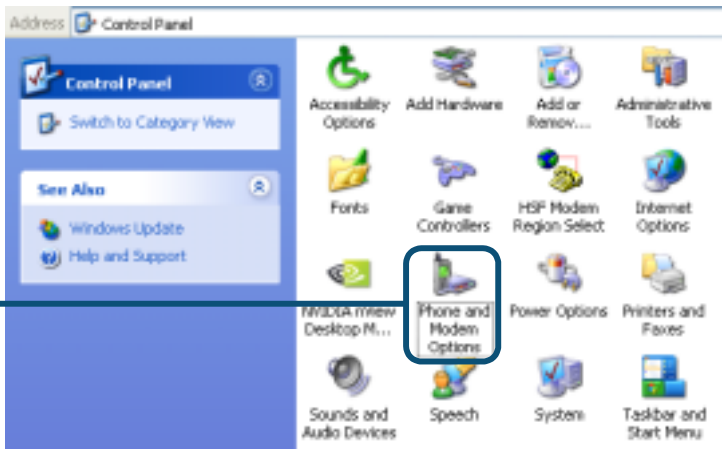 Address Control Panel
Control Panel
Switch to Category View
See Also
Windows Update
Help and Support
Accessibility Options
Add Hardware
Add or Remov...
Administrative Tools
Fonts
Game Controllers
HSF Modem Region Select
Internet Options
NVIDIA nView Desktop M...
Phone and Modem Options
Power Options
Printers and Faxes
Sounds and Audio Devices
Speech
System
Taskbar and Start Menu